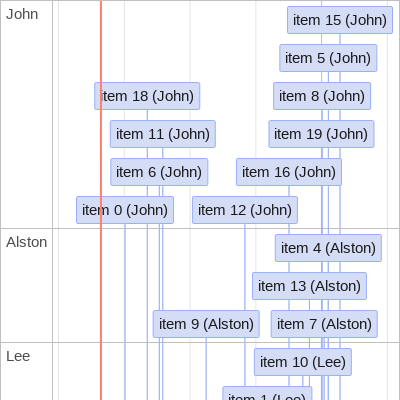 John
item 15 (John)
item 5 (John)
item 18 (John)
item 8 (John)
item 11 (John)
item 19 (John)
item 6 (John)
item 16 (John)
item 0 (John)
item 12 (John)
Alston
item 4 (Alston)
item 13 (Alston)
item 9 (Alston)
item 7 (Alston)
Lee
item 10 (Lee)
item 1 (Lee)